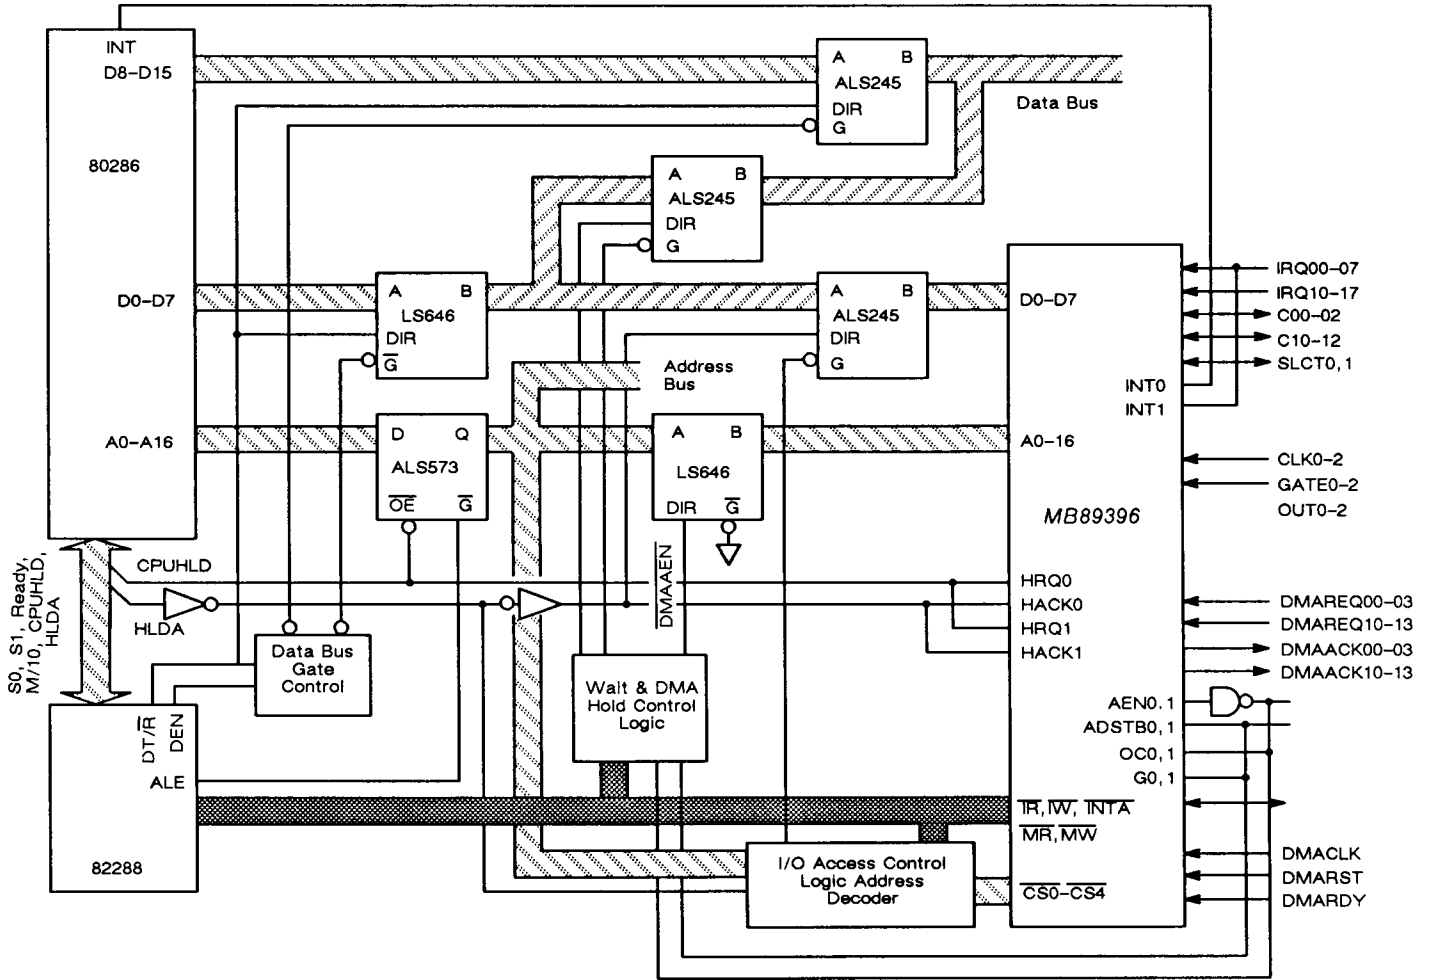 INT
D8-D15
80286
D0-D7
A0-A16
A B
ALS245
DIR
G
Data Bus
A B
ALS245
DIR
G
A B
LS646
DIR
G
A B
ALS245
DIR
G
Address
Bus
D Q
ALS573
OE G
A B
LS646
DIR G
D0-D7
A0-16
MB89396
INT0
INT1
HRQ0
HACK0
HRQ1
HACK1
AEN0.1
ADSTB0,1
OC0,1
G0,1
IR,IW, INTA
MR,MW
CS0-CS4
IRQ00-07
IRQ10-17
C00-02
C10-12
SLCT0,1
CLK0-2
GATE0-2
OUT0-2
DMAREQ00-03
DMAREQ10-13
DMAACK00-03
DMAACK10-13
DMACLK
DMARST
DMARDY
S0, S1, Ready,
M/10, CPUHLD,
HLDA
CPUHLD
HLDA
DMAAEN
Data Bus
Gate
Control
Wait & DMA
Hold Control
Logic
DT/R
DEN
ALE
82288
I/O Access Control
Logic Address
Decoder